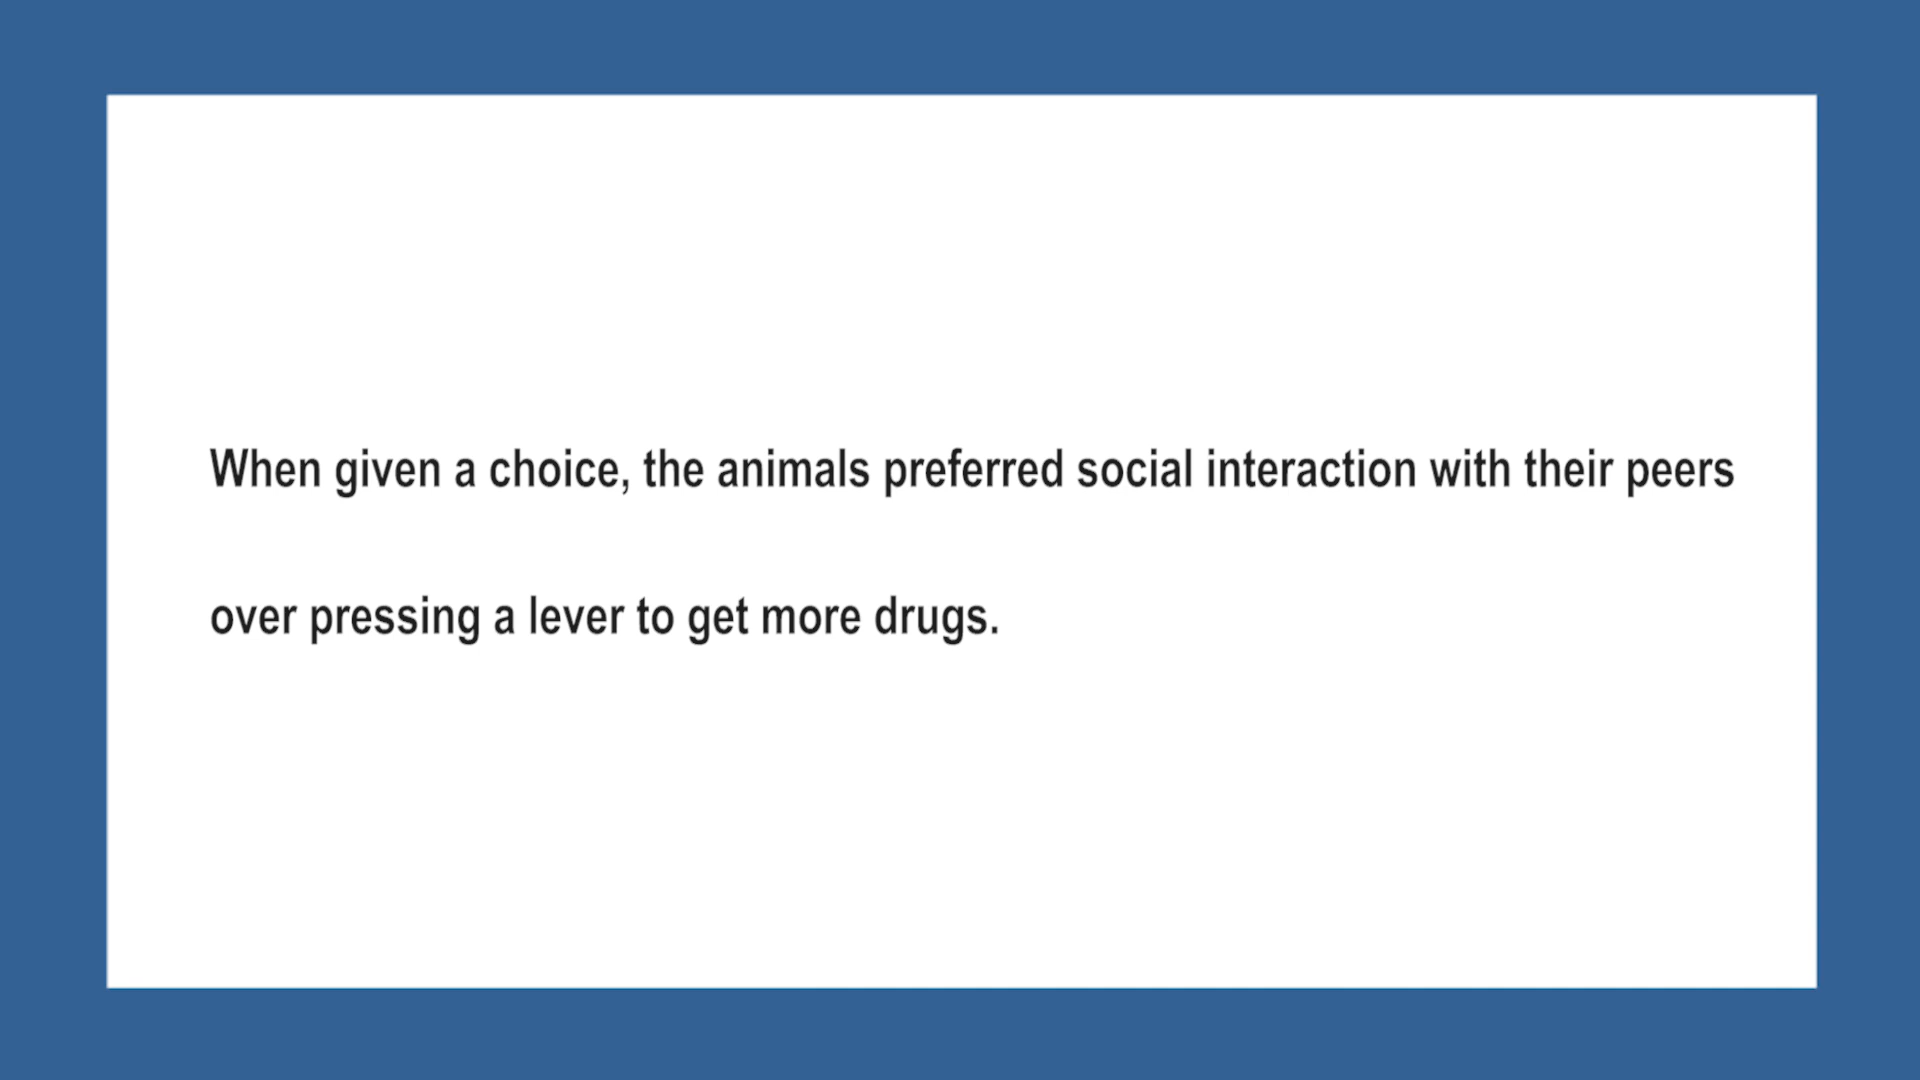 When given a choice, the animals preferred social interaction with their peers
over pressing a lever to get more drugs.